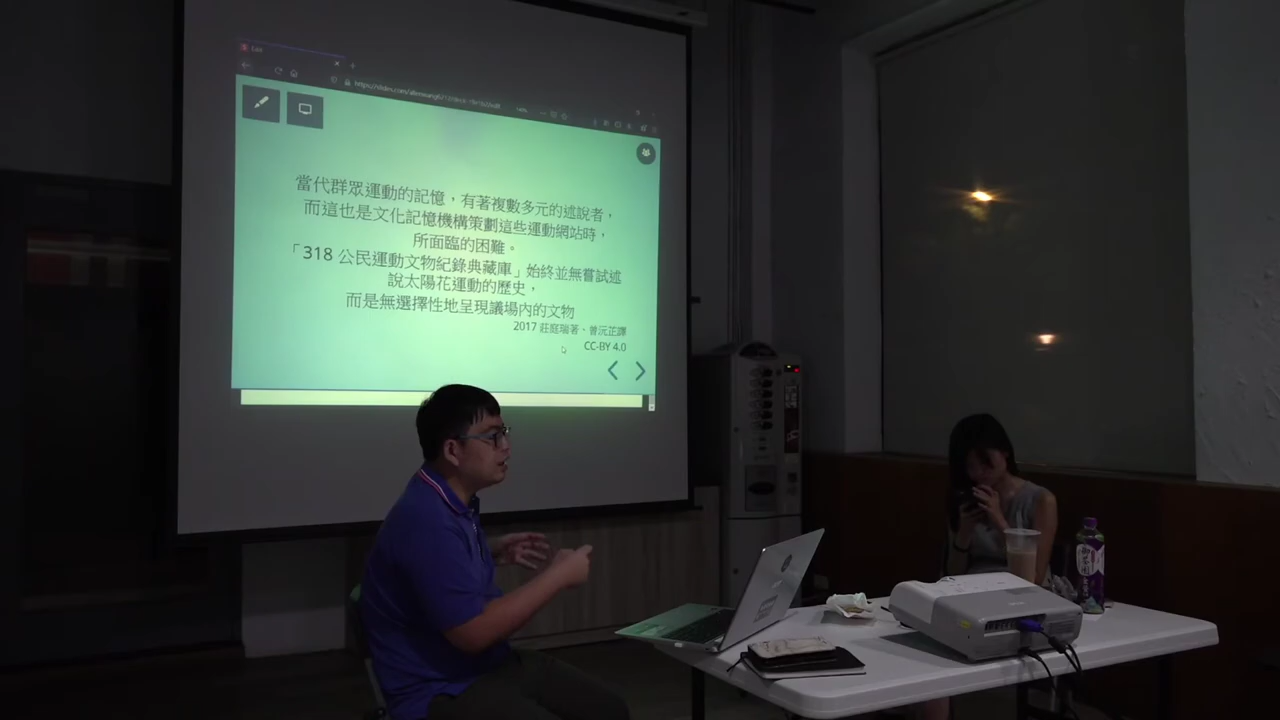 當代群眾運動的記憶，有著複數多元的述說者，
而這也是文化記憶機構策劃這些運動網站時，
所面臨的困難。
「318 公民運動文物紀錄典藏庫」始終並無嘗試述
說太陽花運動的歷史，
而是無選擇性地呈現議場內的文物
2017 莊庭瑞著、曾沅芷譯
CC-BY 4.0